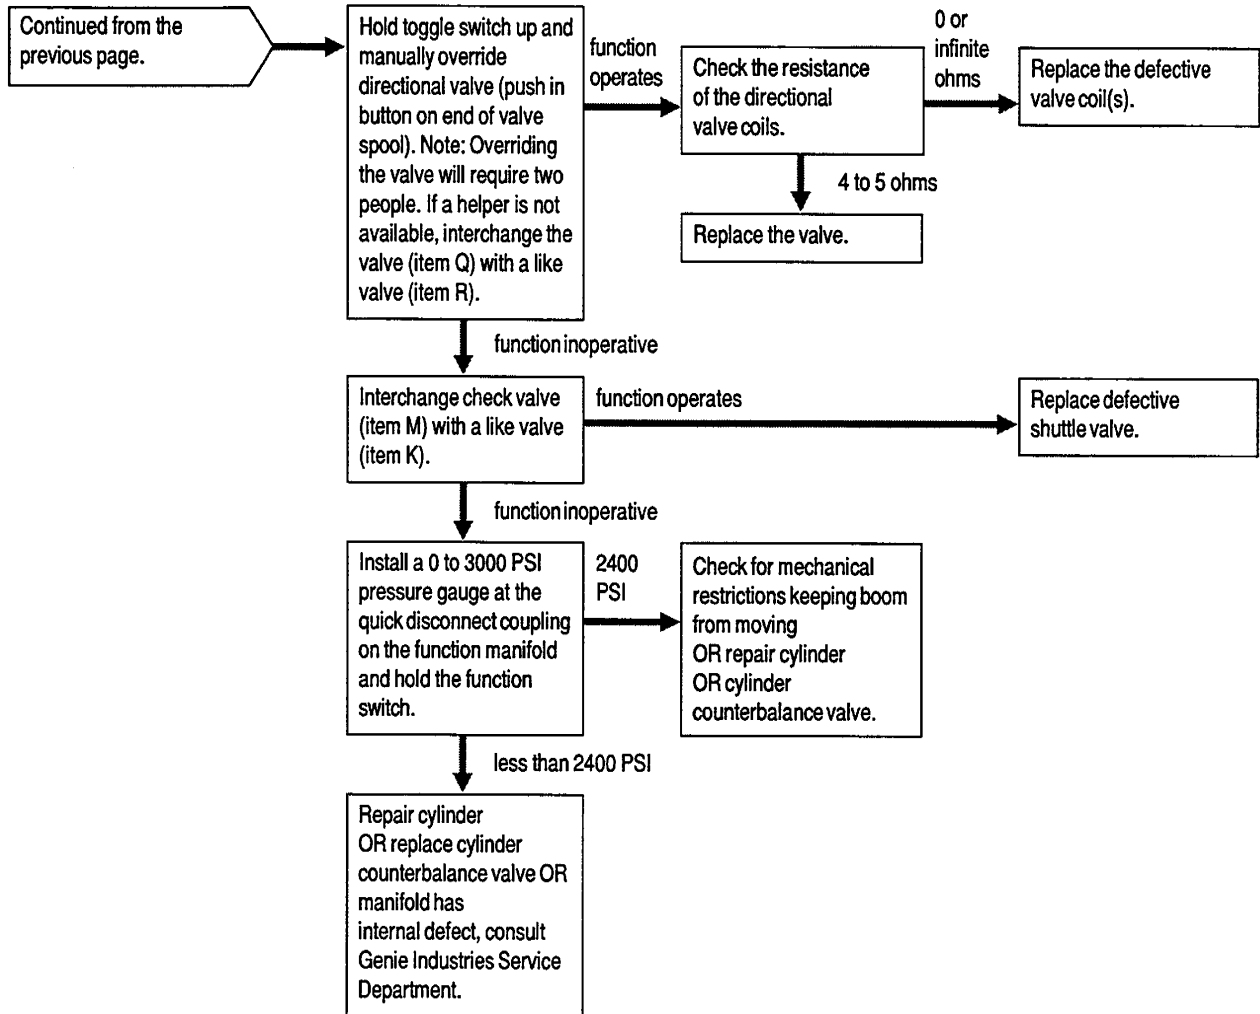 Continued from the
previous page.
Hold toggle switch up and
manually override
directional valve (push in
button on end of valve
spool). Note: Overriding
the valve will require two
people. If a helper is not
available, interchange the
valve (item Q) with a like
valve (item R).
function
operates
Check the resistance
of the directional
valve coils.
0 or
infinite
ohms
Replace the defective
valve coil(s).
4 to 5 ohms
Replace the valve.
function inoperative
Interchange check valve
(item M) with a like valve
(item K).
function operates
Replace defective
shuttle valve.
function inoperative
Install a 0 to 3000 PSI
pressure gauge at the
quick disconnect coupling
on the function manifold
and hold the function
switch.
2400
PSI
Check for mechanical
restrictions keeping boom
from moving
OR repair cylinder
OR cylinder
counterbalance valve.
less than 2400 PSI
Repair cylinder
OR replace cylinder
counterbalance valve OR
manifold has
internal defect, consult
Genie Industries Service
Department.